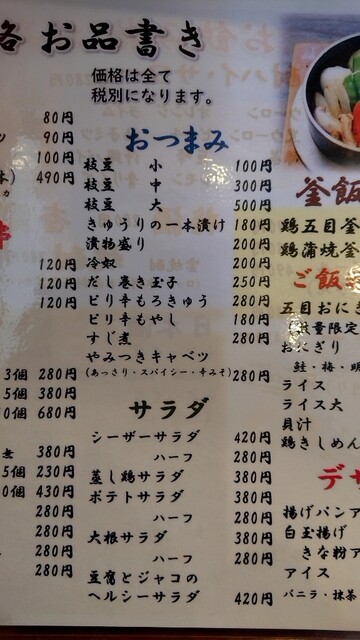 お品書き
価格は全て
税別になります。
80円
90円
100円
490円
120円
120円
120円
3個 280円
5個 380円
680円
380円
5個 230円
0個 430円
280円
280円
280円
280円
おつまみ
枝豆 小 100円
枝豆 中 300円
枝豆 大 500円
きゅうりの一本漬け 180円
漬物盛り 200円
冷奴 200円
だし巻き玉子 250円
ピリ辛もろきゅう 280円
ピリ辛もやし 180円
すじ煮 280円
やみつきキャベツ
(あっさり・スパイシー・辛みそ) 280円
サラダ
シーザーサラダ 420円
ハーフ 280円
蒸し鶏サラダ 380円
ポテトサラダ 380円
ハーフ 280円
大根サラダ 380円
ハーフ 280円
豆腐とジャコの
ヘルシーサラダ 420円
釜飯
鶏五目釜
鶏蒲焼釜
ご飯
五目おに
数量限定
おにぎり
鮭・梅・明
ライス
ライス大
貝汁
鶏きしめん
デザ
揚げパンア
白玉揚げ
きな粉ア
アイス
バニラ・抹茶